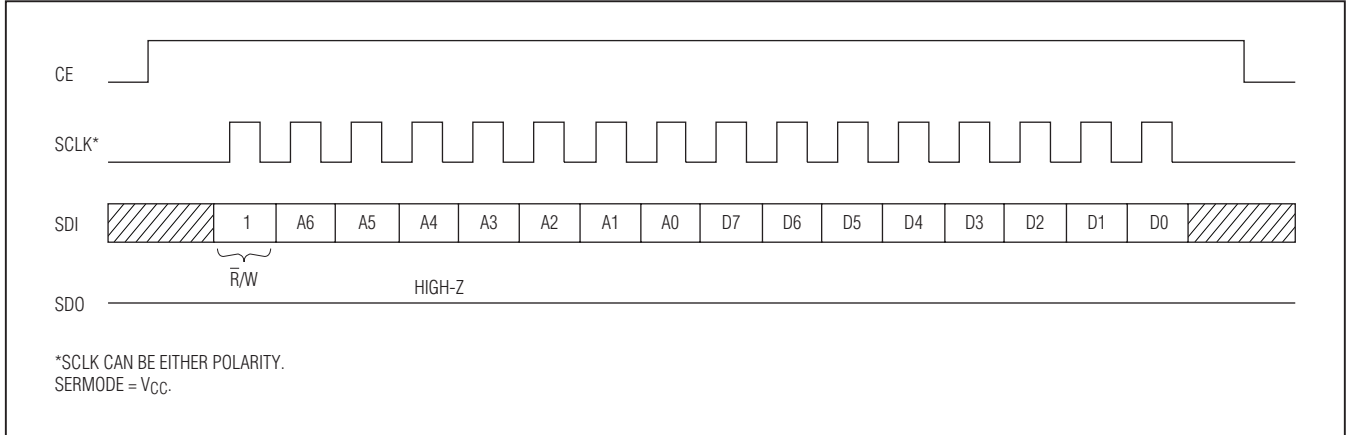 CE
SCLK*
SDI 1 A6 A5 A4 A3 A2 A1 A0 D7 D6 D5 D4 D3 D2 D1 D0
R̅/W
HIGH-Z
SDO
*SCLK CAN BE EITHER POLARITY.
SERMODE = VCC.